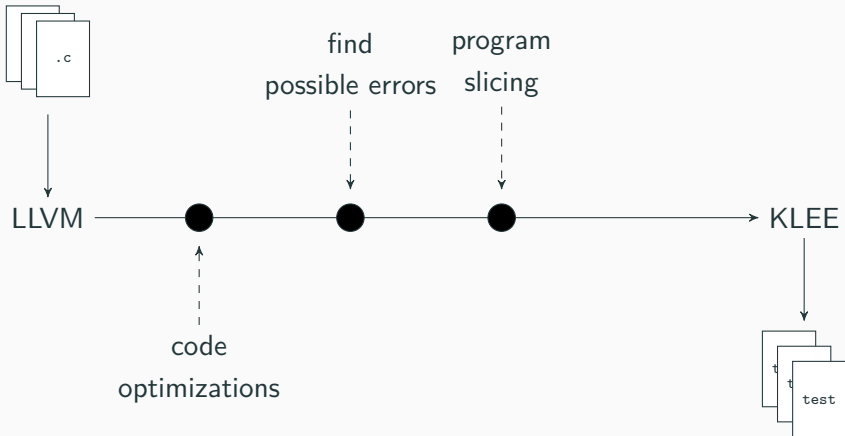 .c
find
possible errors
program
slicing
LLVM
KLEE
code
optimizations
t
t
test